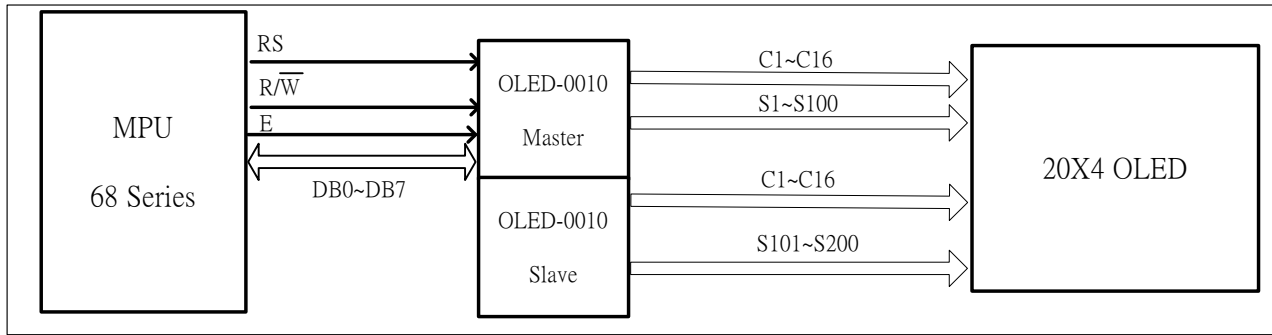 MPU
68 Series
RS
R/W̅
E
DB0~DB7
OLED-0010
Master
OLED-0010
Slave
C1~C16
S1~S100
C1~C16
S101~S200
20X4 OLED